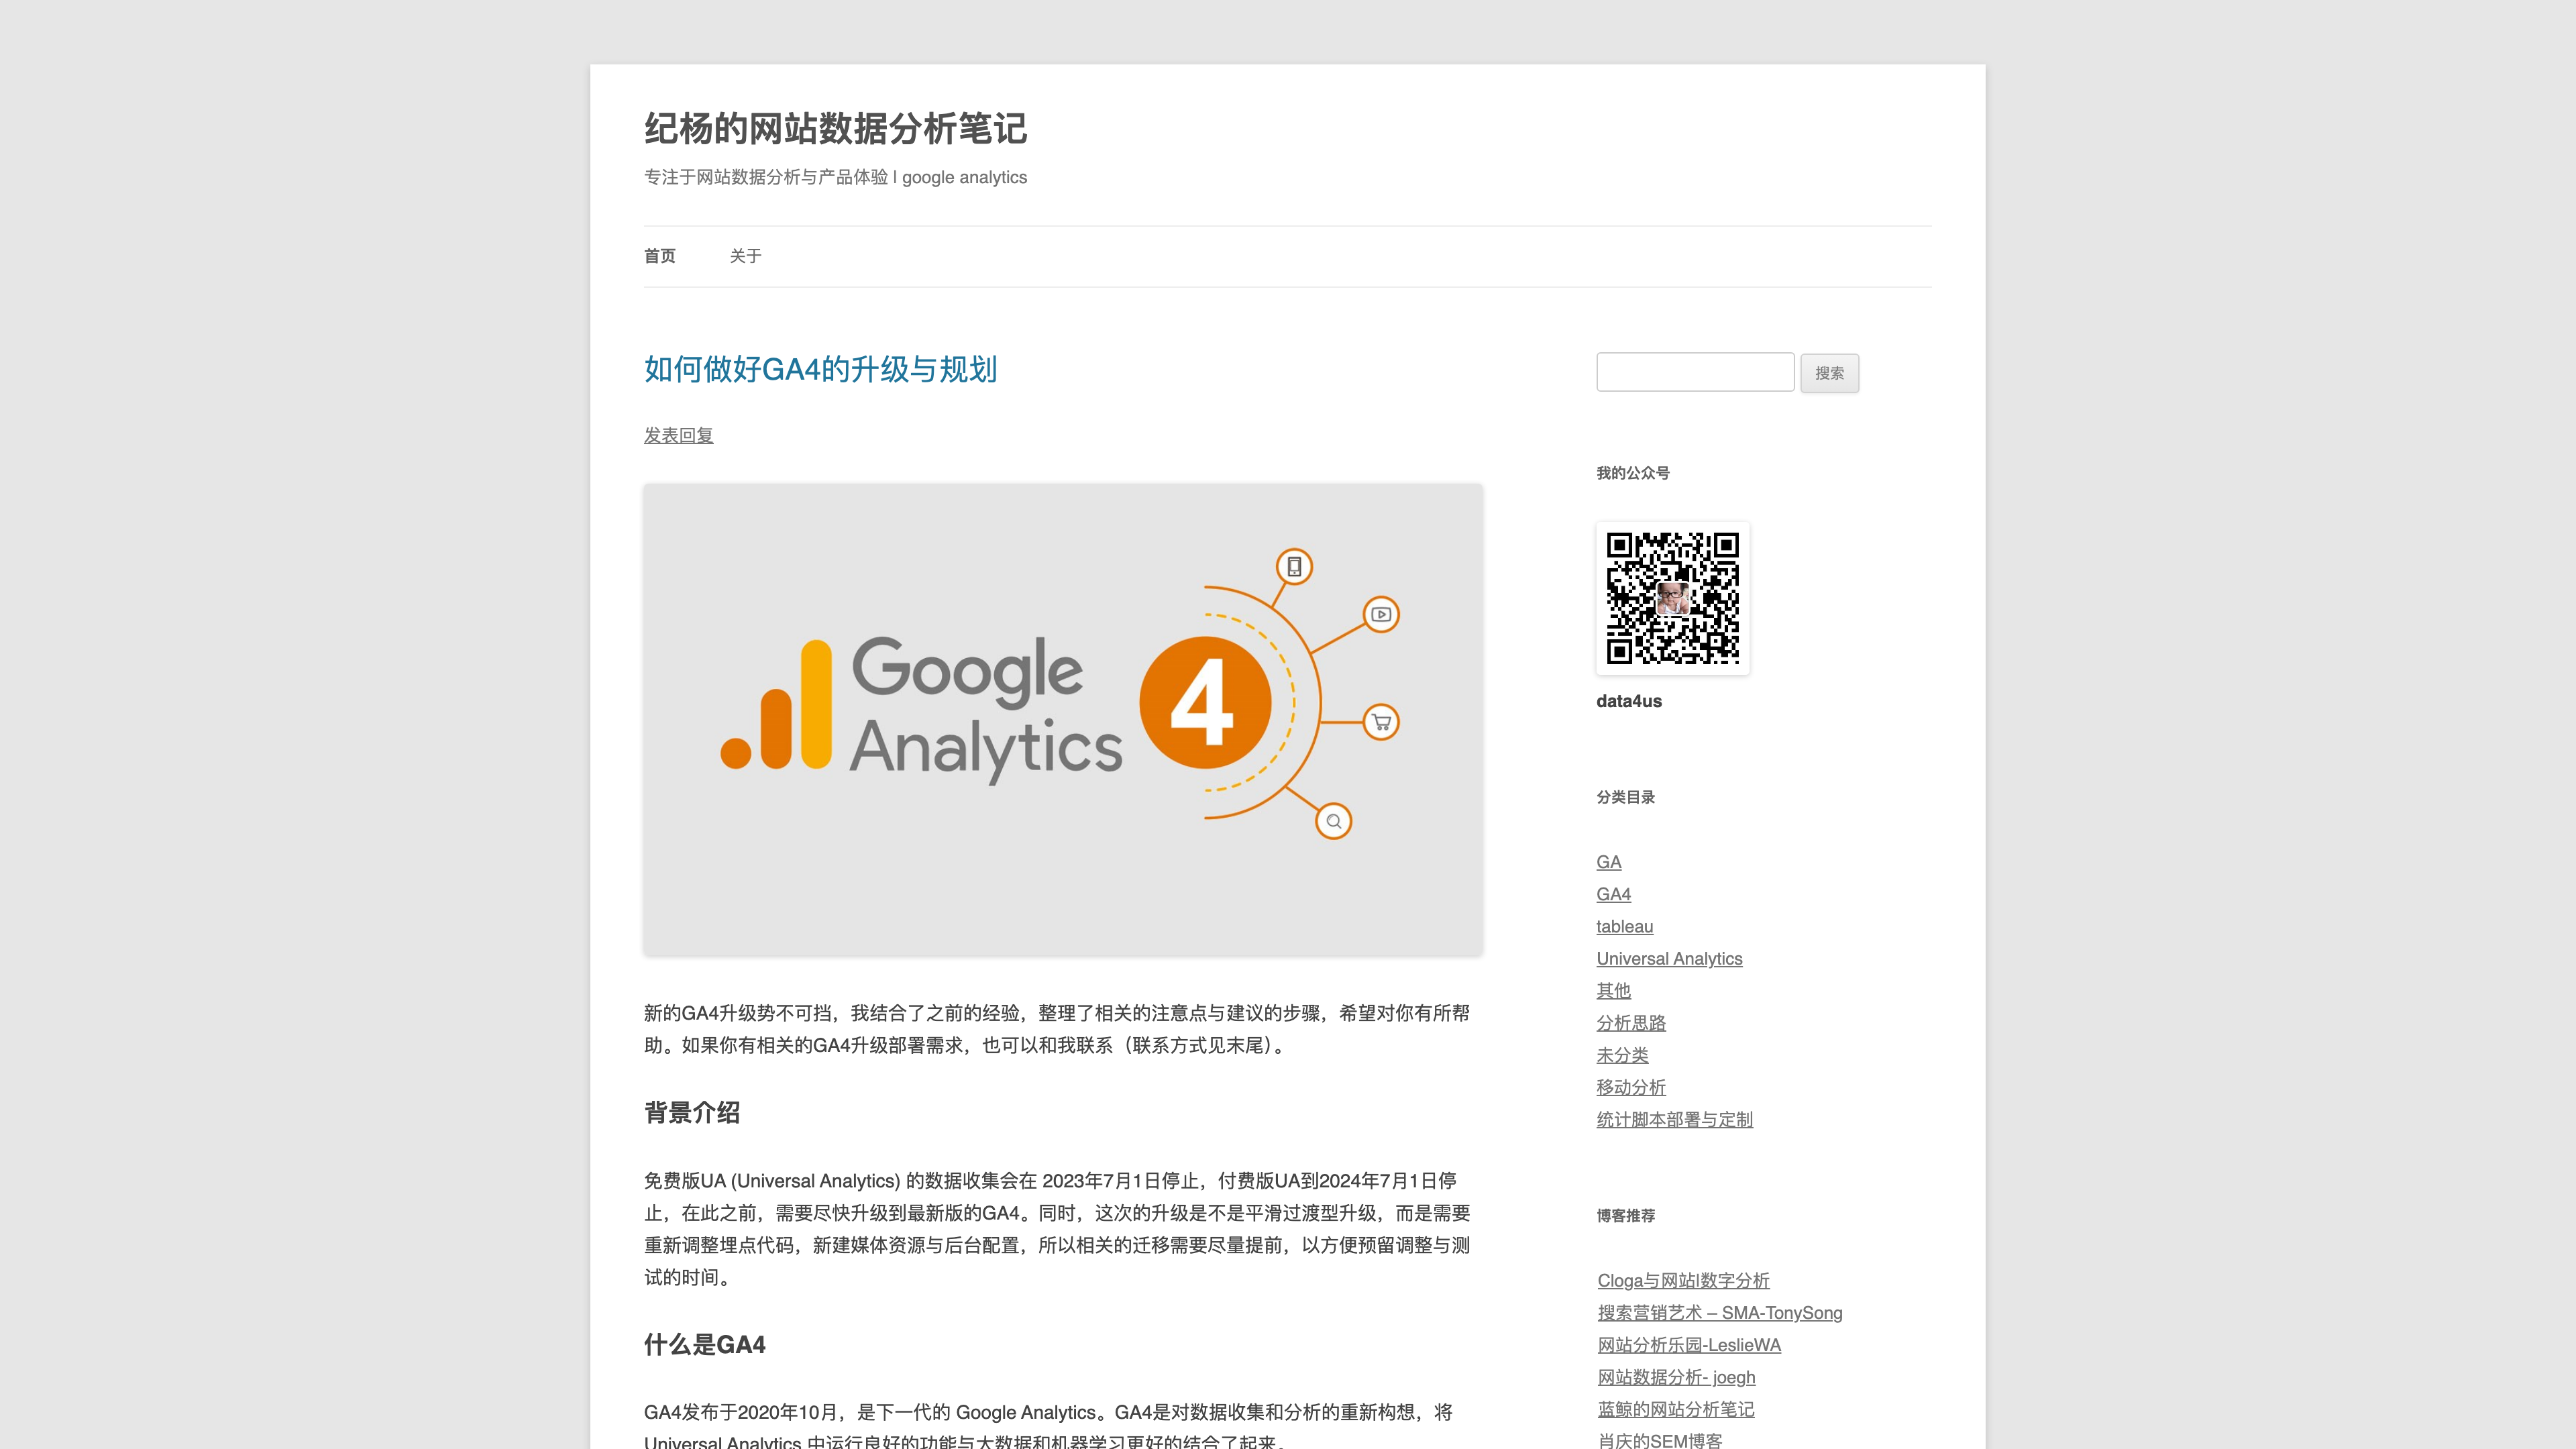 纪杨的网站数据分析笔记
专注于网站数据分析与产品体验 | google analytics
首页
关于
如何做好GA4的升级与规划
发表回复
Google
Analytics
4
新的GA4升级势不可挡，我结合了之前的经验，整理了相关的注意点与建议的步骤，希望对你有所帮
助。如果你有相关的GA4升级部署需求，也可以和我联系（联系方式见末尾）。
背景介绍
免费版UA (Universal Analytics) 的数据收集会在 2023年7月1日停止，付费版UA到2024年7月1日停
止，在此之前，需要尽快升级到最新版的GA4。同时，这次的升级是不是平滑过渡型升级，而是需要
重新调整埋点代码，新建媒体资源与后台配置，所以相关的迁移需要尽量提前，以方便预留调整与测
试的时间。
什么是GA4
GA4发布于2020年10月，是下一代的 Google Analytics。GA4是对数据收集和分析的重新构想，将
Universal Analytics 中运行良好的功能与大数据和机器学习更好的结合了起来。
搜索
我的公众号
data4us
分类目录
GA
GA4
tableau
Universal Analytics
其他
分析思路
未分类
移动分析
统计脚本部署与定制
博客推荐
Cloga与网站|数字分析
搜索营销艺术 – SMA-TonySong
网站分析乐园-LeslieWA
网站数据分析- joegh
蓝鲸的网站分析笔记
肖庆的SEM博客